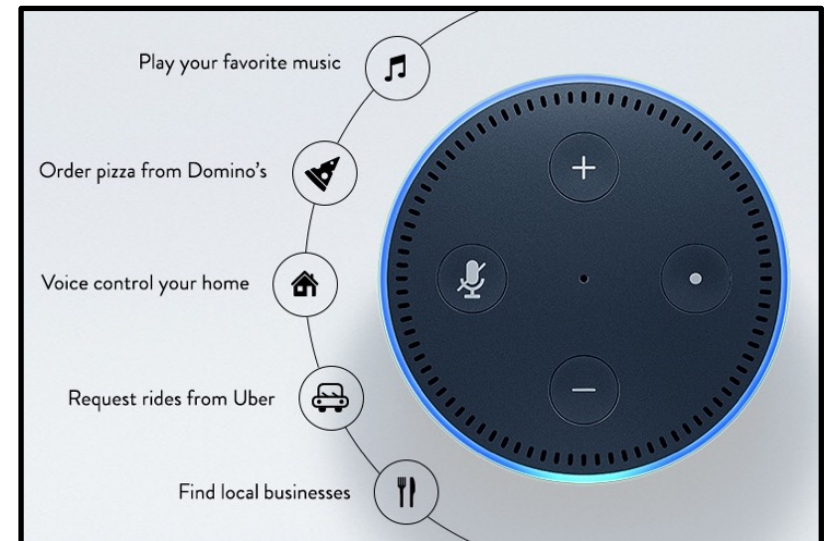 Play your favorite music
Order pizza from Domino's
Voice control your home
Request rides from Uber
Find local businesses